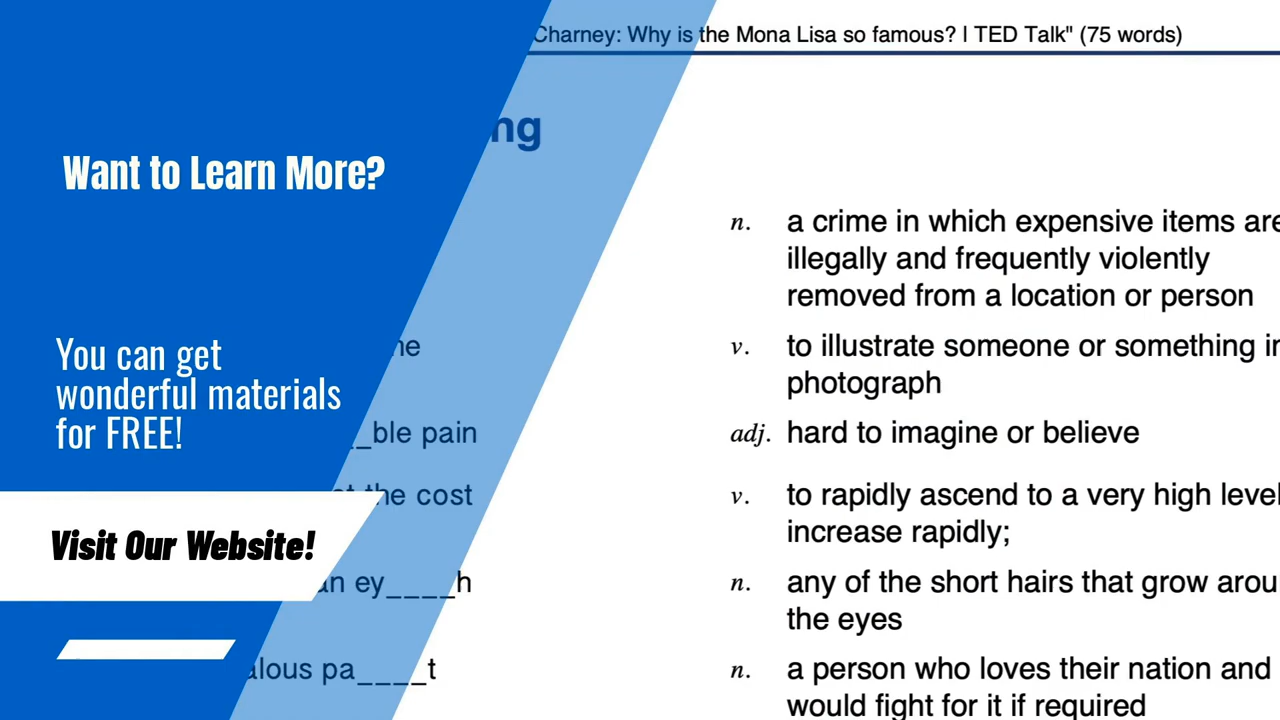 Charney: Why is the Mona Lisa so famous? | TED Talk" (75 words)
ng
Want to Learn More?
You can get
wonderful materials
for FREE!
Visit Our Website!
n. a crime in which expensive items are
illegally and frequently violently
removed from a location or person
he v. to illustrate someone or something in
photograph
_ble pain adj. hard to imagine or believe
the cost v. to rapidly ascend to a very high level
increase rapidly;
an ey____h n. any of the short hairs that grow arou
the eyes
alous pa____t n. a person who loves their nation and
would fight for it if required